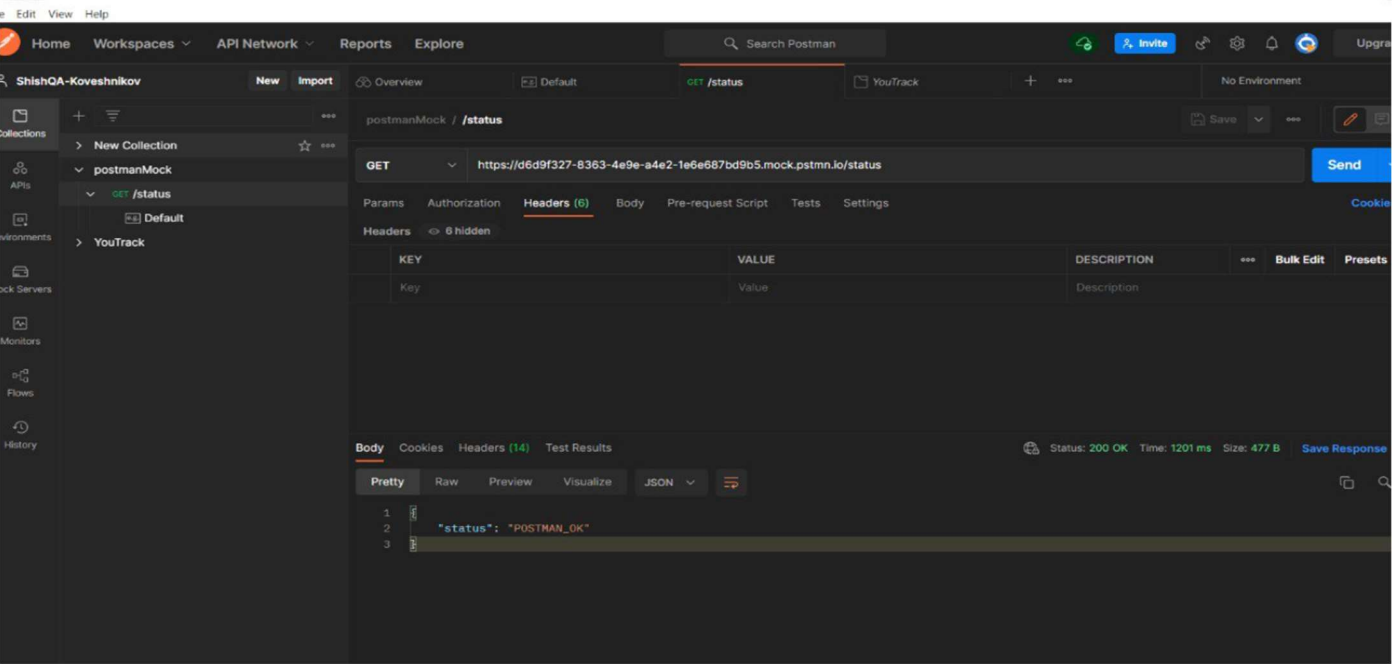 Edit View Help
Home Workspaces API Network Reports Explore Search Postman Invite Upgra
ShishQA-Koveshnikov New Import Overview Default GET /status YouTrack No Environment
Collections
APIs
vironments
ock Servers
Monitors
Flows
History
New Collection
postmanMock
GET /status
Default
YouTrack
postmanMock / /status Save
GET https://d6d9f327-8363-4e9e-a4e2-1e6e687bd9b5.mock.pstmn.io/status Send
Params Authorization Headers (6) Body Pre-request Script Tests Settings Cookie
Headers 6 hidden
KEY VALUE DESCRIPTION Bulk Edit Presets
Key Value Description
Body Cookies Headers (14) Test Results Status: 200 OK Time: 1201 ms Size: 477 B Save Response
Pretty Raw Preview Visualize JSON
1 {
2 "status": "POSTMAN_OK"
3 }